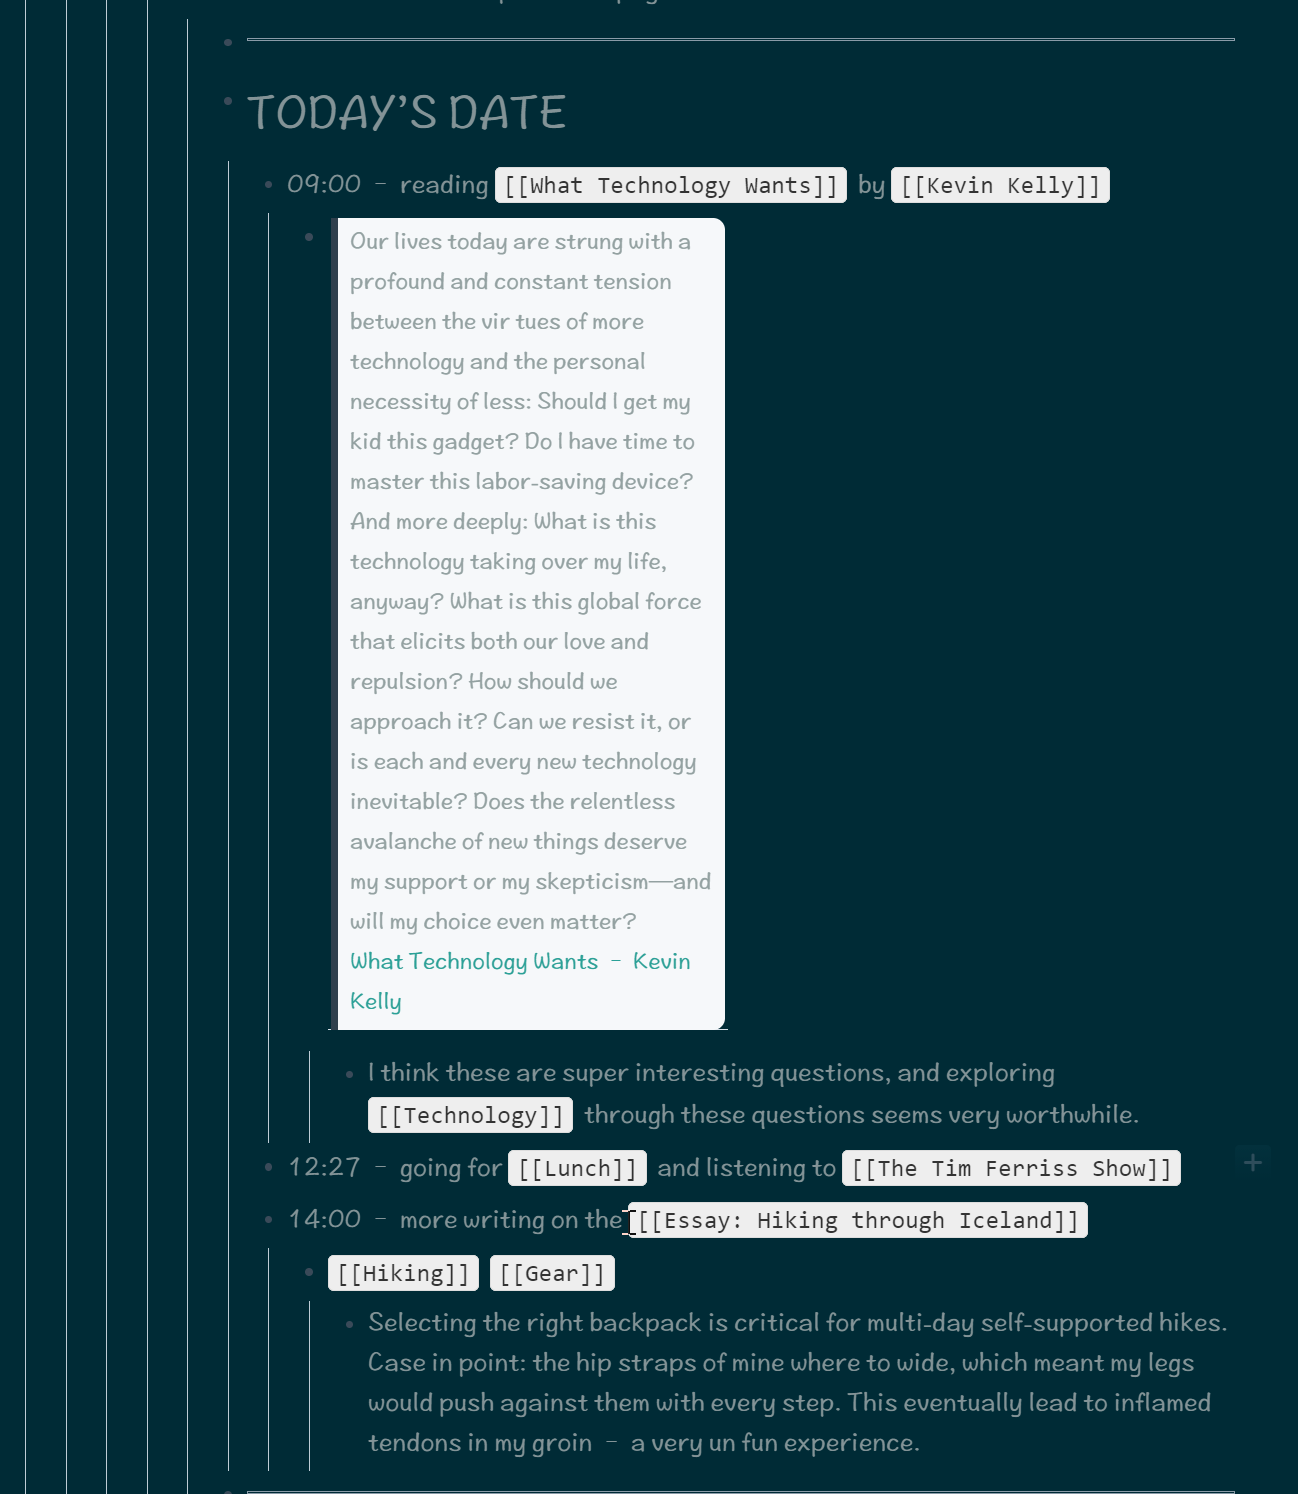 TODAY'S DATE
09:00 – reading [[What Technology Wants]] by [[Kevin Kelly]]
Our lives today are strung with a
profound and constant tension
between the vir tues of more
technology and the personal
necessity of less: Should I get my
kid this gadget? Do I have time to
master this labor-saving device?
And more deeply: What is this
technology taking over my life,
anyway? What is this global force
that elicits both our love and
repulsion? How should we
approach it? Can we resist it, or
is each and every new technology
inevitable? Does the relentless
avalanche of new things deserve
my support or my skepticism—and
will my choice even matter?
What Technology Wants – Kevin
Kelly
I think these are super interesting questions, and exploring
[[Technology]] through these questions seems very worthwhile.
12:27 – going for [[Lunch]] and listening to [[The Tim Ferriss Show]]
14:00 – more writing on the [[Essay: Hiking through Iceland]]
[[Hiking]] [[Gear]]
Selecting the right backpack is critical for multi-day self-supported hikes.
Case in point: the hip straps of mine where to wide, which meant my legs
would push against them with every step. This eventually lead to inflamed
tendons in my groin – a very un fun experience.